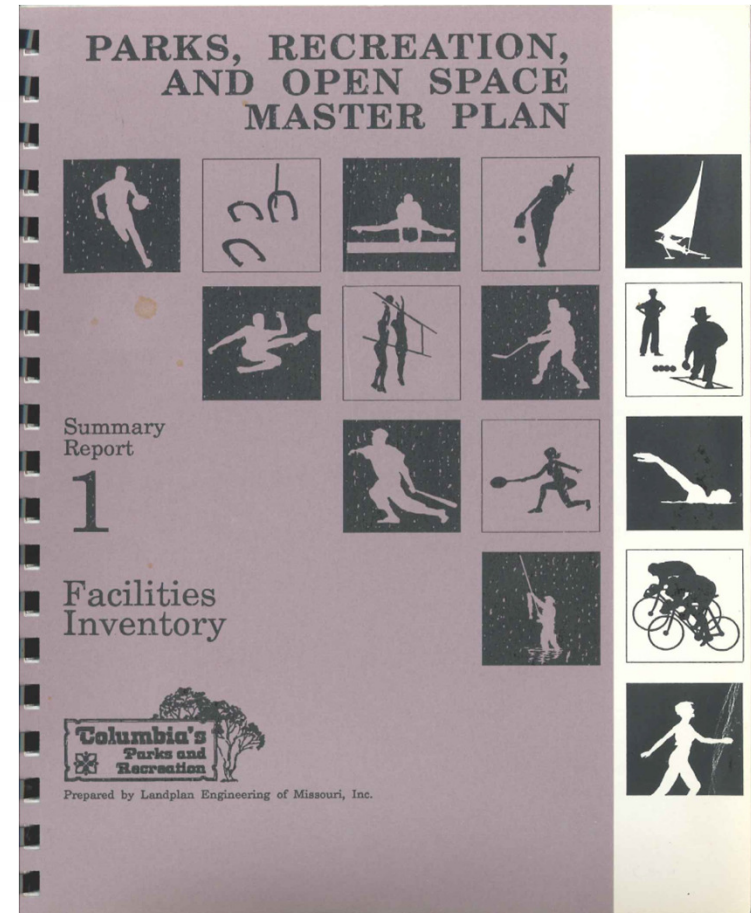 PARKS, RECREATION,
AND OPEN SPACE
MASTER PLAN
Summary
Report
1
Facilities
Inventory
Columbia's
Parks and
Recreation
Prepared by Landplan Engineering of Missouri, Inc.